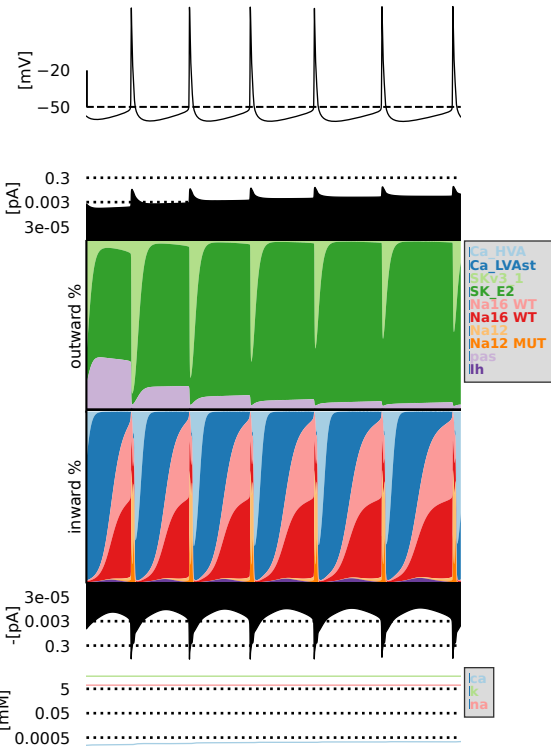 [mV]
−20
−50
[pA]
0.3
0.003
3e-05
outward %
Ca_HVA
Ca_LVAst
SKv3_1
SK_E2
Na16 WT
Na16 WT
Na12
Na12 MUT
pas
Ih
inward %
-[pA]
3e-05
0.003
0.3
[mM]
5
0.05
0.0005
ca
k
na